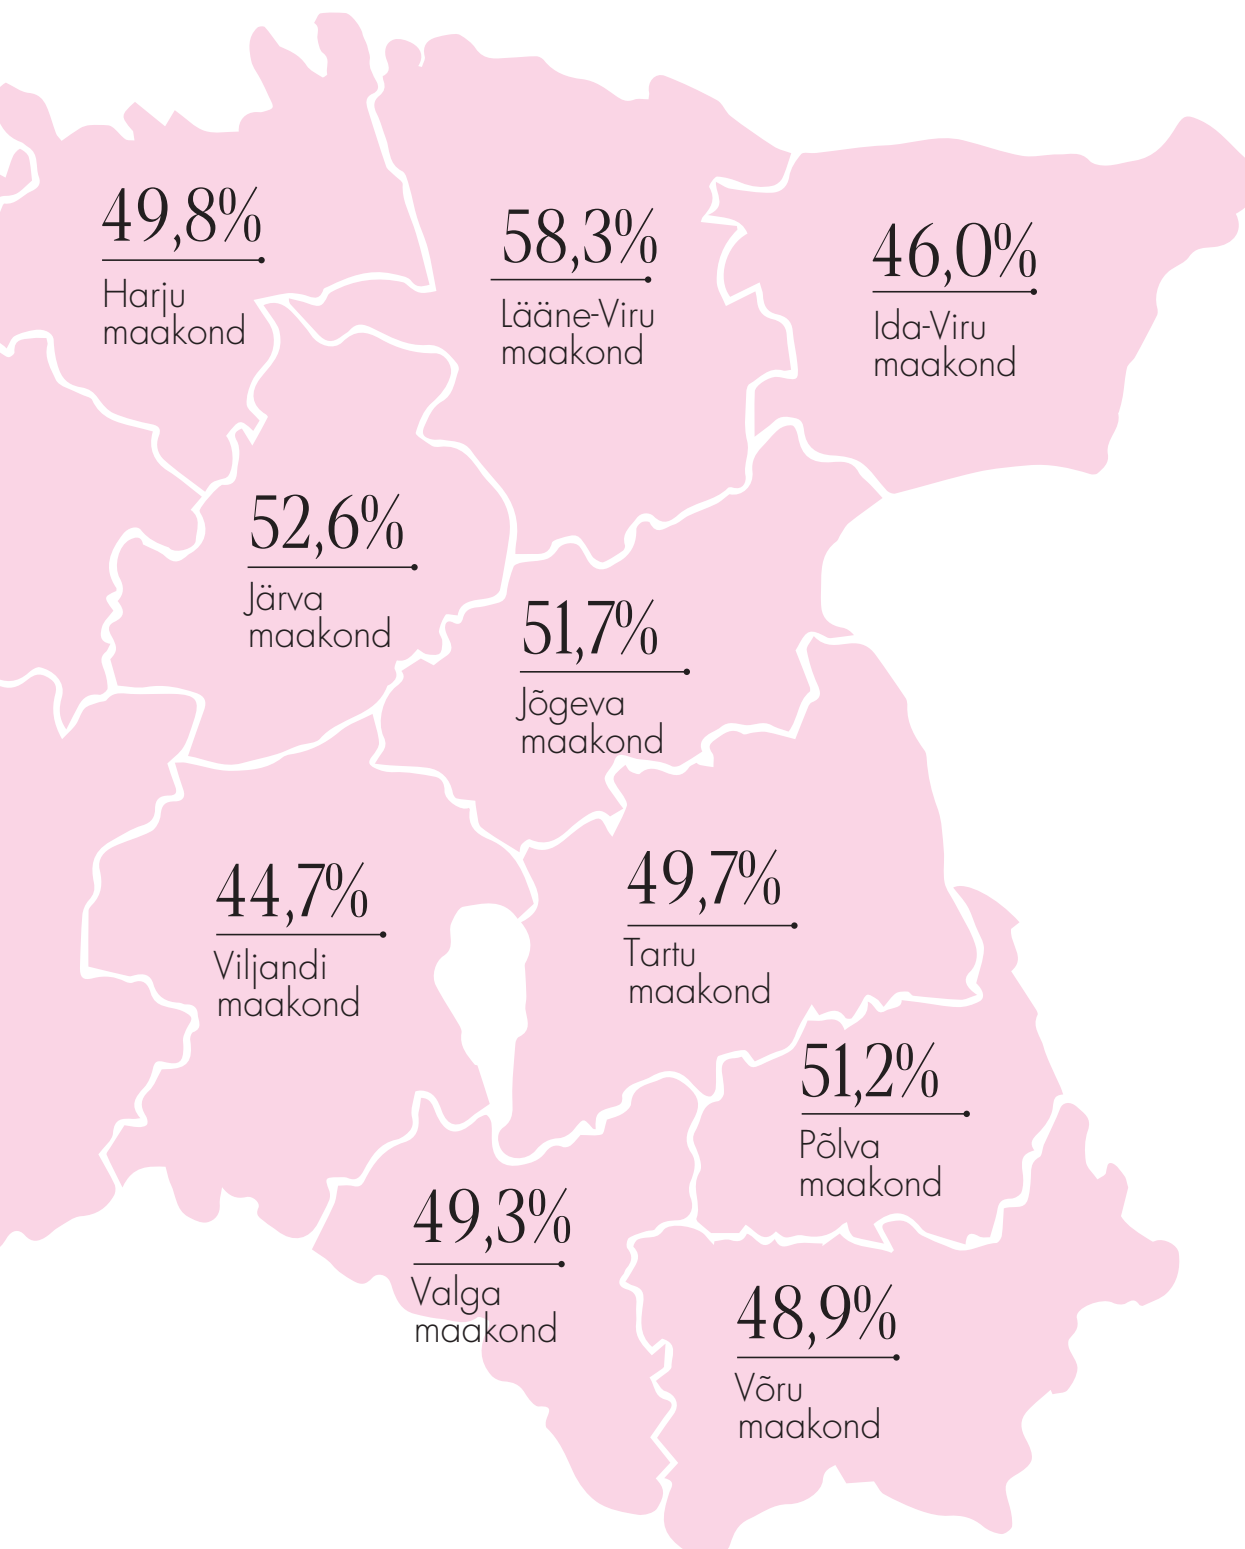 49,8%
Harju
maakond
58,3%
Lääne-Viru
maakond
46,0%
Ida-Viru
maakond
52,6%
Järva
maakond
51,7%
Jõgeva
maakond
44,7%
Viljandi
maakond
49,7%
Tartu
maakond
51,2%
Põlva
maakond
49,3%
Valga
maakond
48,9%
Võru
maakond